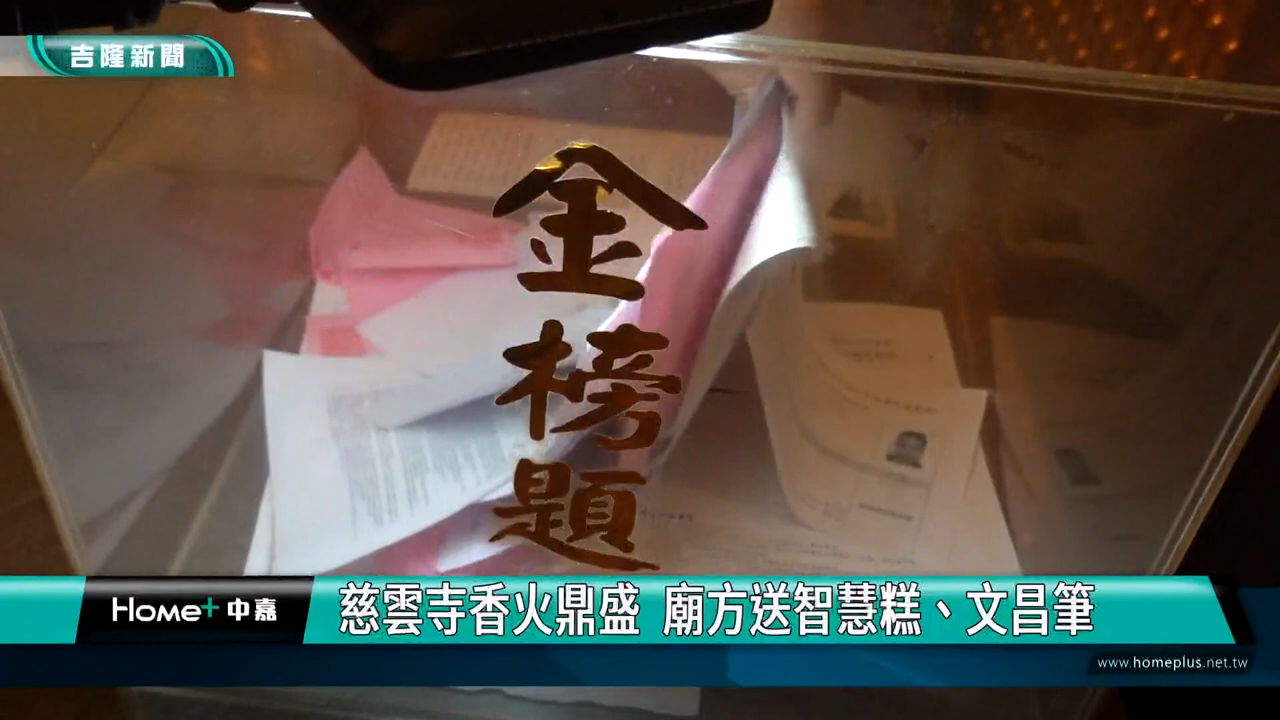 吉隆新聞
金
榜
題
Home+ 中嘉
慈雲寺香火鼎盛 廟方送智慧糕、文昌筆
www.homeplus.net.tw